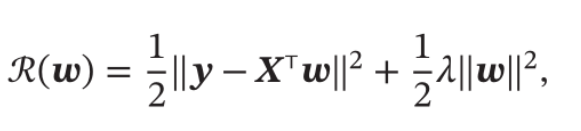 ℛ(𝒘) = 1/2 ‖𝒚 − 𝑿⊤𝒘‖² + 1/2 λ‖𝒘‖²,